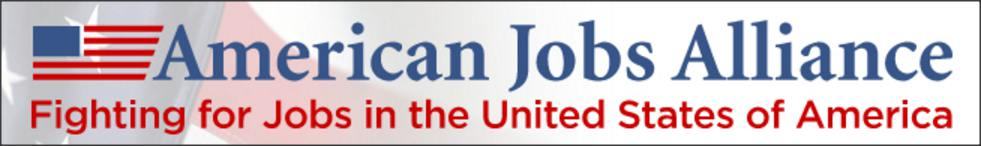 American Jobs Alliance
Fighting for Jobs in the United States of America